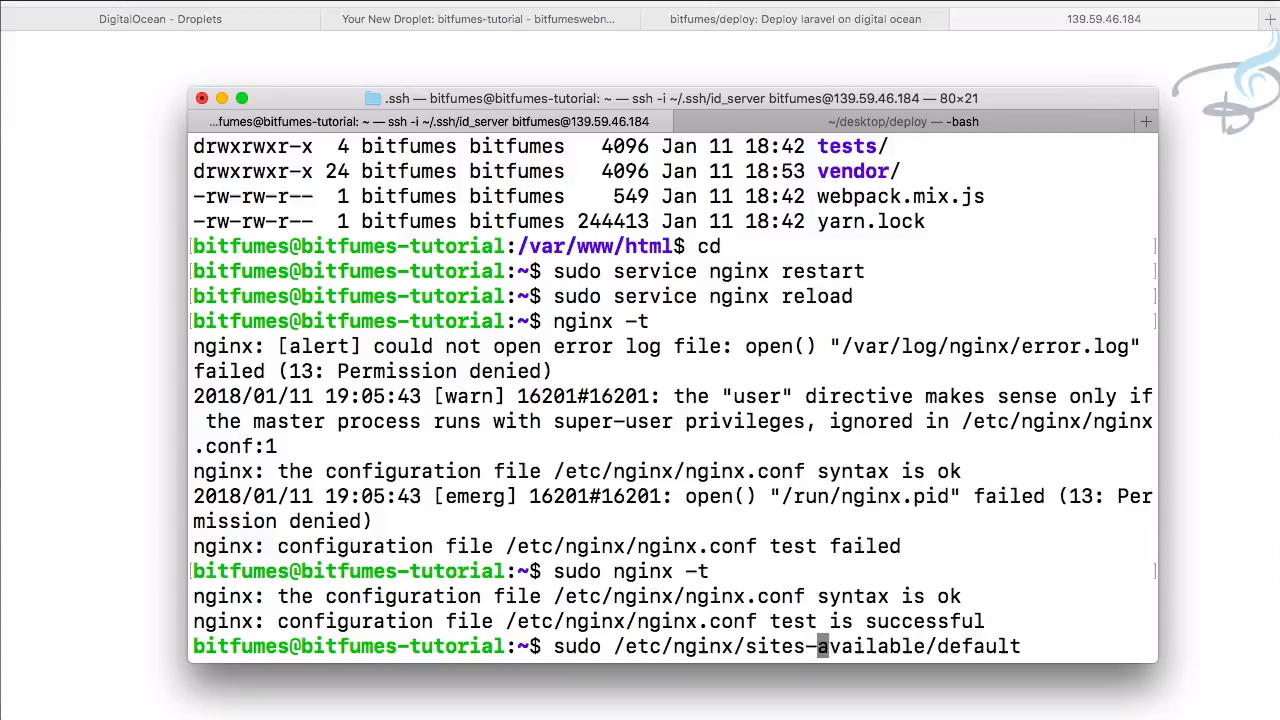 DigitalOcean - Droplets
Your New Droplet: bitfumes-tutorial - bitfumeswebn...
bitfumes/deploy: Deploy laravel on digital ocean
139.59.46.184
.ssh — bitfumes@bitfumes-tutorial: ~ — ssh -i ~/.ssh/id_server bitfumes@139.59.46.184 — 80×21
...fumes@bitfumes-tutorial: ~ — ssh -i ~/.ssh/id_server bitfumes@139.59.46.184
~/desktop/deploy — -bash
drwxrwxr-x 4 bitfumes bitfumes 4096 Jan 11 18:42 tests/
drwxrwxr-x 24 bitfumes bitfumes 4096 Jan 11 18:53 vendor/
-rw-rw-r-- 1 bitfumes bitfumes 549 Jan 11 18:42 webpack.mix.js
-rw-rw-r-- 1 bitfumes bitfumes 244413 Jan 11 18:42 yarn.lock
bitfumes@bitfumes-tutorial:/var/www/html$ cd
bitfumes@bitfumes-tutorial:~$ sudo service nginx restart
bitfumes@bitfumes-tutorial:~$ sudo service nginx reload
bitfumes@bitfumes-tutorial:~$ nginx -t
nginx: [alert] could not open error log file: open() "/var/log/nginx/error.log"
failed (13: Permission denied)
2018/01/11 19:05:43 [warn] 16201#16201: the "user" directive makes sense only if
the master process runs with super-user privileges, ignored in /etc/nginx/nginx
.conf:1
nginx: the configuration file /etc/nginx/nginx.conf syntax is ok
2018/01/11 19:05:43 [emerg] 16201#16201: open() "/run/nginx.pid" failed (13: Per
mission denied)
nginx: configuration file /etc/nginx/nginx.conf test failed
bitfumes@bitfumes-tutorial:~$ sudo nginx -t
nginx: the configuration file /etc/nginx/nginx.conf syntax is ok
nginx: configuration file /etc/nginx/nginx.conf test is successful
bitfumes@bitfumes-tutorial:~$ sudo /etc/nginx/sites-available/default